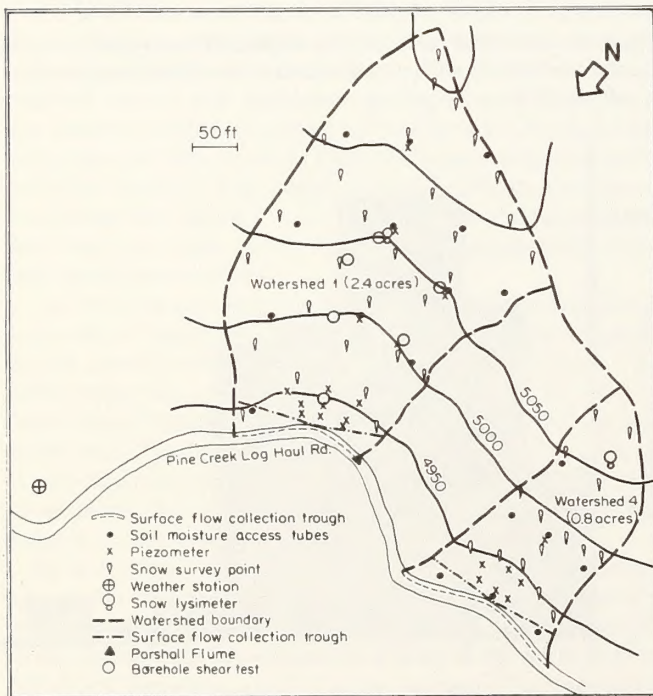 N
50 ft
Watershed 1 (2.4 acres)
5050
5000
4950
Pine Creek Log Haul Rd.
Watershed 4
(0.8 acres)
Surface flow collection trough
Soil moisture access tubes
Piezometer
Snow survey point
Weather station
Snow lysimeter
Watershed boundary
Surface flow collection trough
Parshall Flume
Borehole shear test